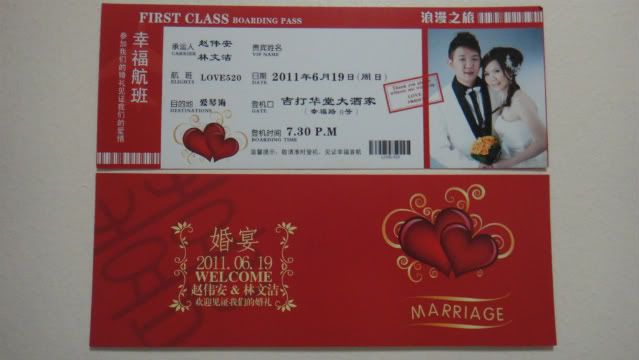 FIRST CLASS BOARDING PASS
浪漫之旅
幸福航班
参加我们的婚礼见证我们的爱情
承运人 赵伟安
CARRIER 林文洁
贵宾姓名
VIP NAME
航 班 LOVE520
FLIGHTS
日期 2011年6月19日(周日)
DATE
目的地 爱琴海
DESTINATIONS
登机口 吉打华堂大酒家
GATE (幸福路 号)
登机时间 7.30 P.M
BOARDING TIME
温馨提示：敬请准时登机，见证幸福首航
Thank you
LOVE
婚宴
2011. 06. 19
WELCOME
赵伟安 & 林文洁
欢迎见证我们的婚礼
MARRIAGE